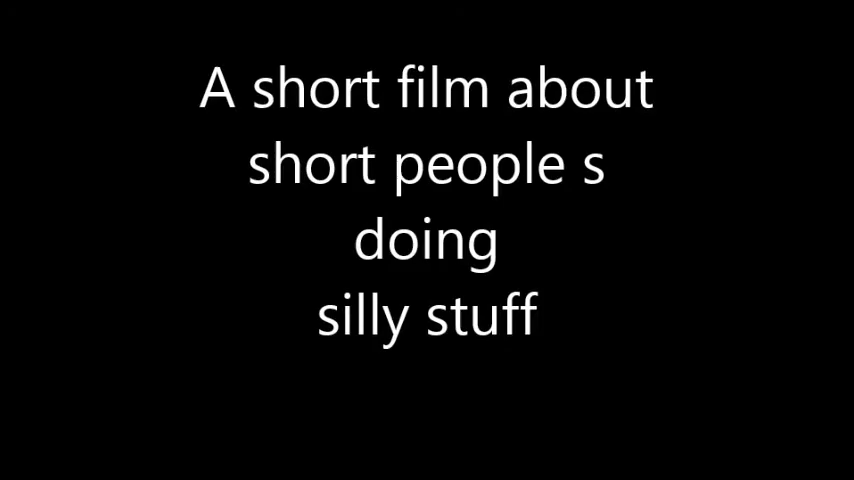 A short film about
short people s
doing
silly stuff